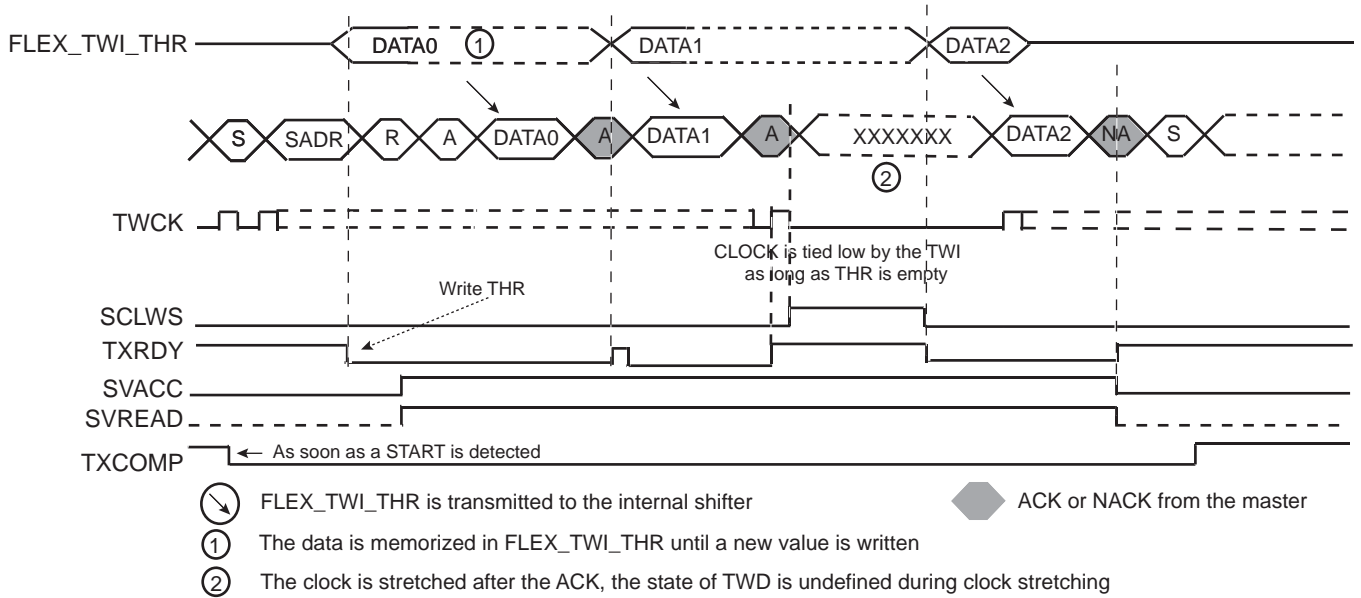 FLEX_TWI_THR DATA0 1 DATA1 DATA2
S SADR R A DATA0 A DATA1 A XXXXXXX DATA2 NA S
2
TWCK
CLOCK is tied low by the TWI
as long as THR is empty
Write THR
SCLWS
TXRDY
SVACC
SVREAD
TXCOMP As soon as a START is detected
FLEX_TWI_THR is transmitted to the internal shifter ACK or NACK from the master
1 The data is memorized in FLEX_TWI_THR until a new value is written
2 The clock is stretched after the ACK, the state of TWD is undefined during clock stretching